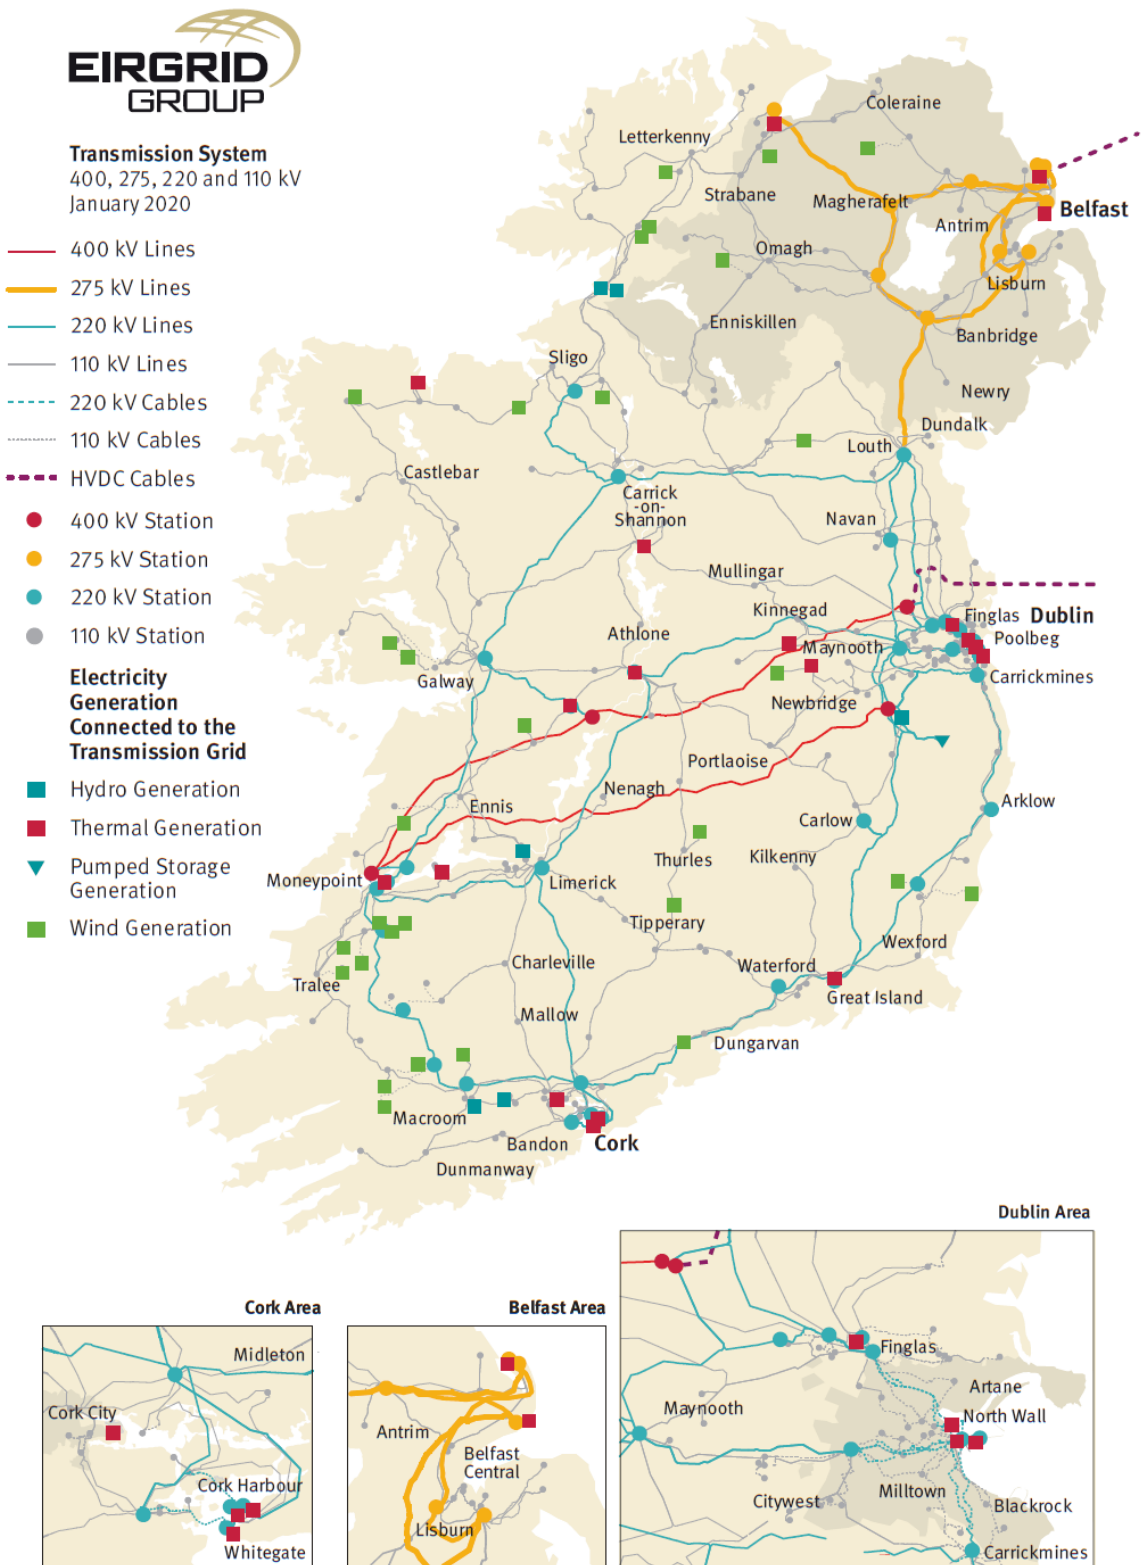 EIRGRID
GROUP
Transmission System
400, 275, 220 and 110 kV
January 2020
400 kV Lines
275 kV Lines
220 kV Lines
110 kV Lines
220 kV Cables
110 kV Cables
HVDC Cables
400 kV Station
275 kV Station
220 kV Station
110 kV Station
Electricity
Generation
Connected to the
Transmission Grid
Hydro Generation
Thermal Generation
Pumped Storage
Generation
Wind Generation
Coleraine
Letterkenny
Strabane
Magherafelt
Belfast
Antrim
Omagh
Lisburn
Enniskillen
Banbridge
Sligo
Newry
Dundalk
Louth
Castlebar
Carrick
-on-
Shannon
Navan
Mullingar
Kinnegad
Finglas
Dublin
Athlone
Poolbeg
Maynooth
Galway
Carrickmines
Newbridge
Portlaoise
Nenagh
Ennis
Arklow
Carlow
Thurles
Kilkenny
Moneypoint
Limerick
Tipperary
Wexford
Charleville
Waterford
Tralee
Great Island
Mallow
Dungarvan
Macroom
Bandon
Cork
Dunmanway
Dublin Area
Cork Area
Belfast Area
Midleton
Cork City
Cork Harbour
Whitegate
Antrim
Belfast
Central
Lisburn
Finglas
Artane
Maynooth
North Wall
Citywest
Milltown
Blackrock
Carrickmines